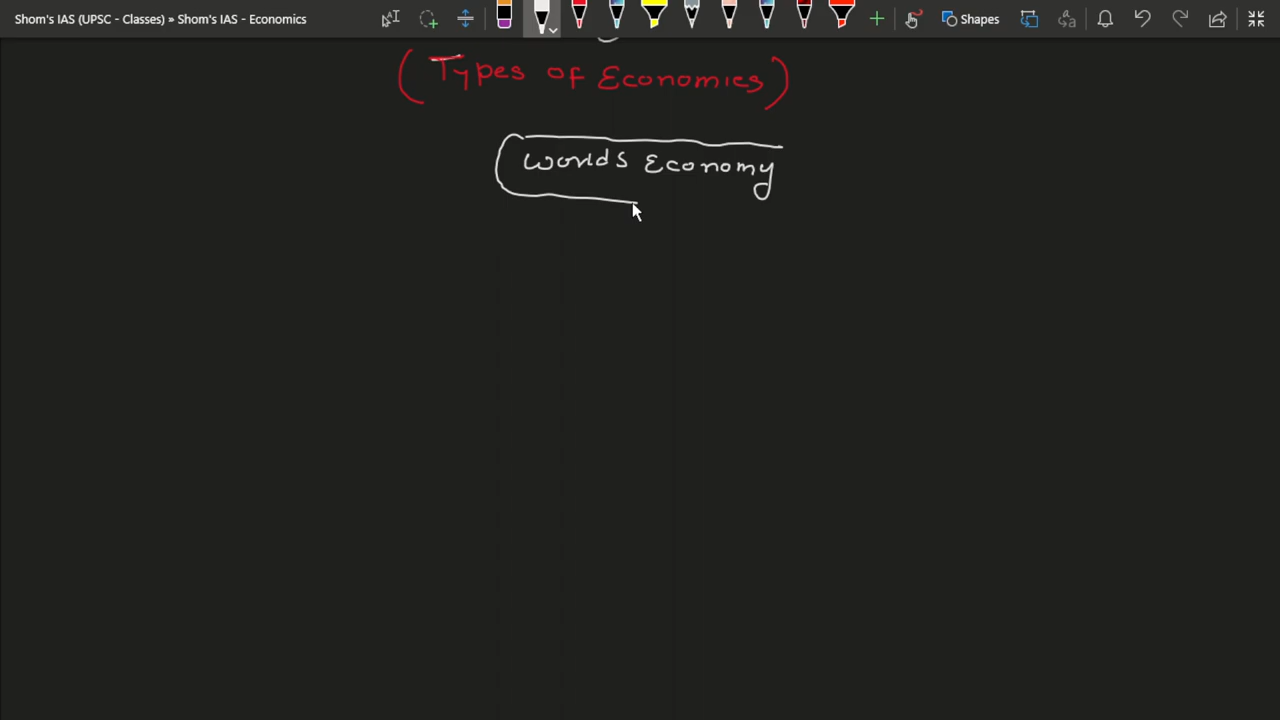 Shom's IAS (UPSC - Classes) » Shom's IAS - Economics
Shapes
(Types of Economies)
Worlds Economy